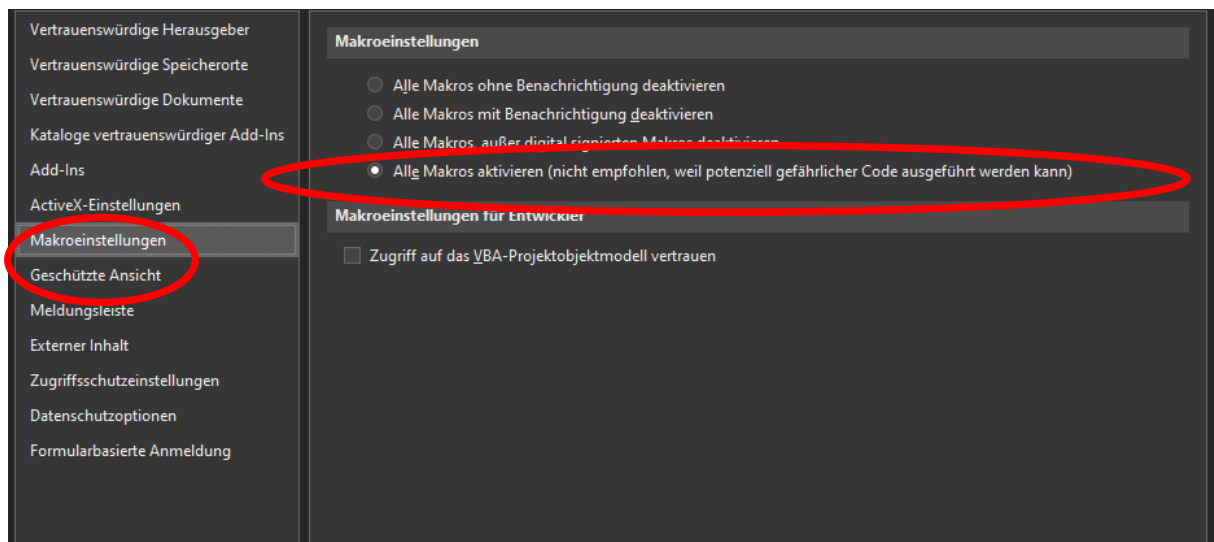 Vertrauenswürdige Herausgeber
Vertrauenswürdige Speicherorte
Vertrauenswürdige Dokumente
Kataloge vertrauenswürdiger Add-Ins
Add-Ins
ActiveX-Einstellungen
Makroeinstellungen
Geschützte Ansicht
Meldungsleiste
Externer Inhalt
Zugriffsschutzeinstellungen
Datenschutzoptionen
Formularbasierte Anmeldung
Makroeinstellungen
Alle Makros ohne Benachrichtigung deaktivieren
Alle Makros mit Benachrichtigung deaktivieren
Alle Makros, außer digital signierten Makros deaktivieren
Alle Makros aktivieren (nicht empfohlen, weil potenziell gefährlicher Code ausgeführt werden kann)
Makroeinstellungen für Entwickler
Zugriff auf das VBA-Projektobjektmodell vertrauen